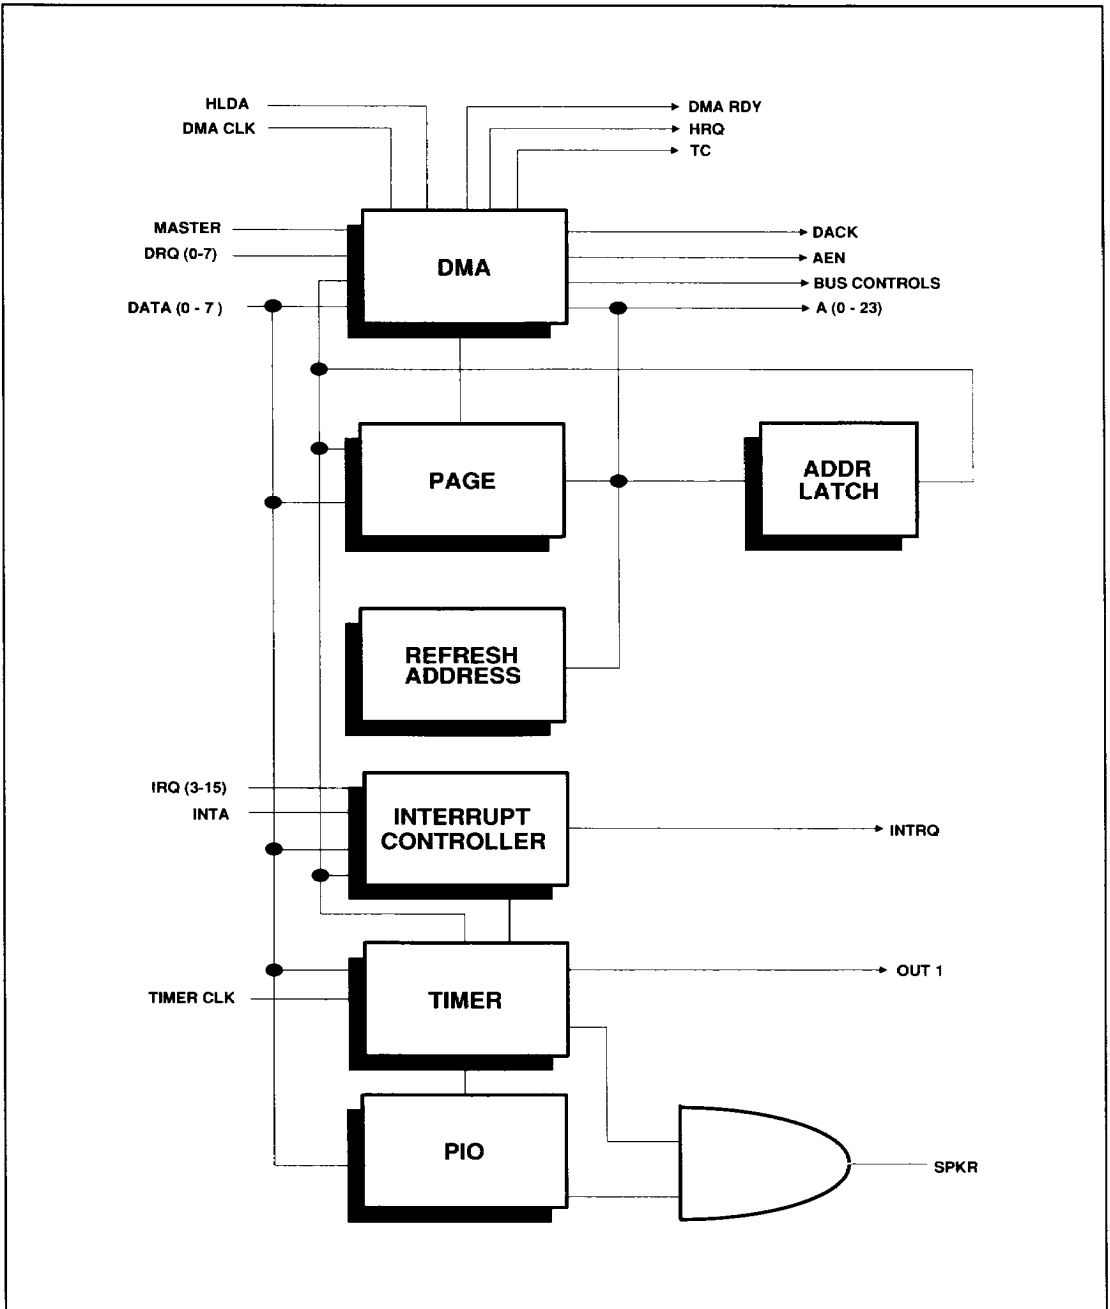 HLDA
DMA CLK
DMA RDY
HRQ
TC
MASTER
DRQ (0-7)
DATA (0 - 7 )
DMA
DACK
AEN
BUS CONTROLS
A (0 - 23)
PAGE
ADDR
LATCH
REFRESH
ADDRESS
IRQ (3-15)
INTA
INTERRUPT
CONTROLLER
INTRQ
TIMER CLK
TIMER
OUT 1
PIO
SPKR